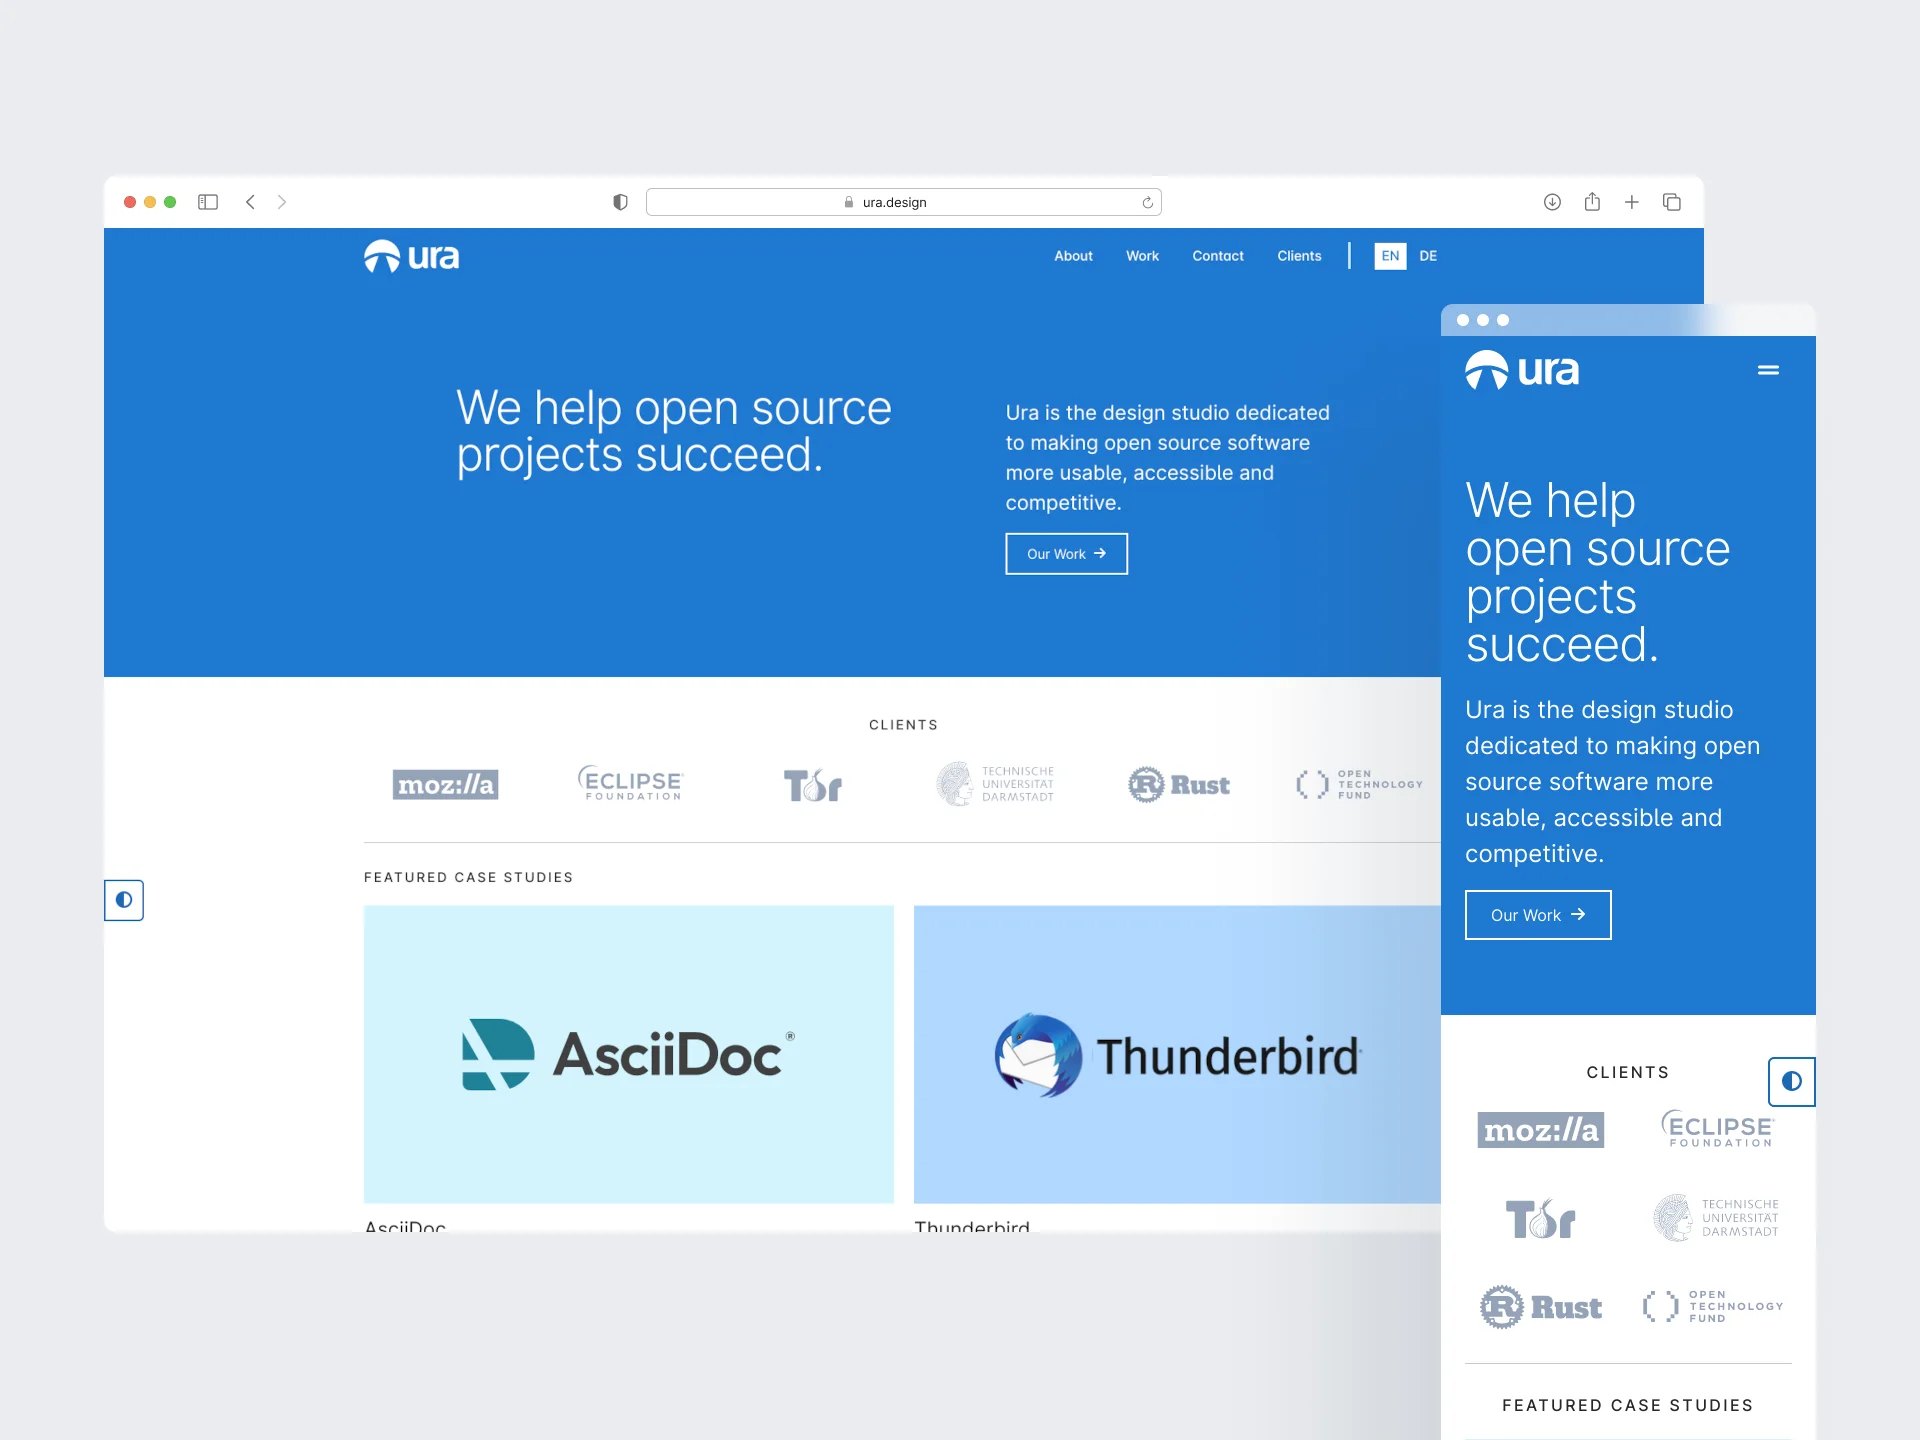 ura.design
ura
About Work Contact Clients EN DE
We help open source
projects succeed.
Ura is the design studio dedicated
to making open source software
more usable, accessible and
competitive.
Our Work →
CLIENTS
moz://a
ECLIPSE
FOUNDATION
Tor
TECHNISCHE
UNIVERSITÄT
DARMSTADT
Rust
OPEN
TECHNOLOGY
FUND
FEATURED CASE STUDIES
AsciiDoc®
Thunderbird
AsciiDoc
Thunderbird
ura
We help
open source
projects
succeed.
Ura is the design studio
dedicated to making open
source software more
usable, accessible and
competitive.
Our Work →
CLIENTS
moz://a
ECLIPSE
FOUNDATION
Tor
TECHNISCHE
UNIVERSITÄT
DARMSTADT
Rust
OPEN
TECHNOLOGY
FUND
FEATURED CASE STUDIES